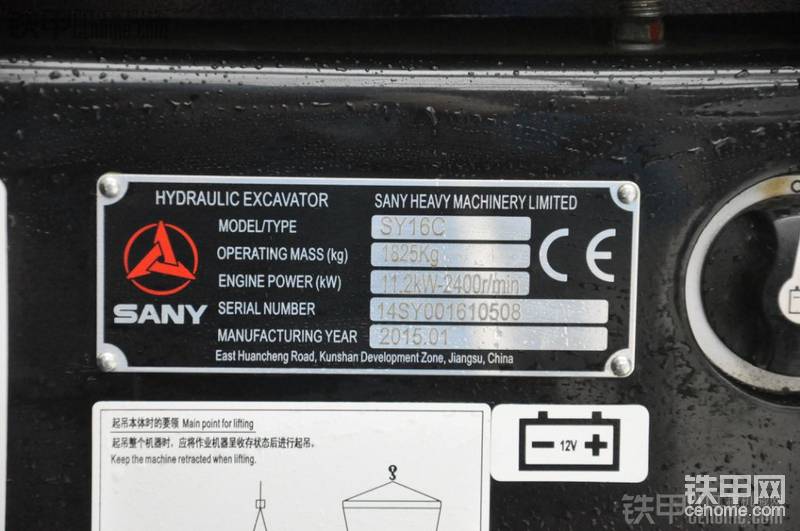 HYDRAULIC EXCAVATOR SANY HEAVY MACHINERY LIMITED
MODEL/TYPE SY16C
OPERATING MASS (kg) 1625Kg
ENGINE POWER (kW) 11.2kW-2400r/min
SERIAL NUMBER 14SY001610508
MANUFACTURING YEAR 2015.01
East Huancheng Road, Kunshan Development Zone, Jiangsu, China
SANY
CE
起吊本体时的要领 Main point for lifting
起吊整个机器时，应将作业机器呈收存状态后进行起吊。
Keep the machine retracted when lifting.
12V
铁甲网
cehome.com